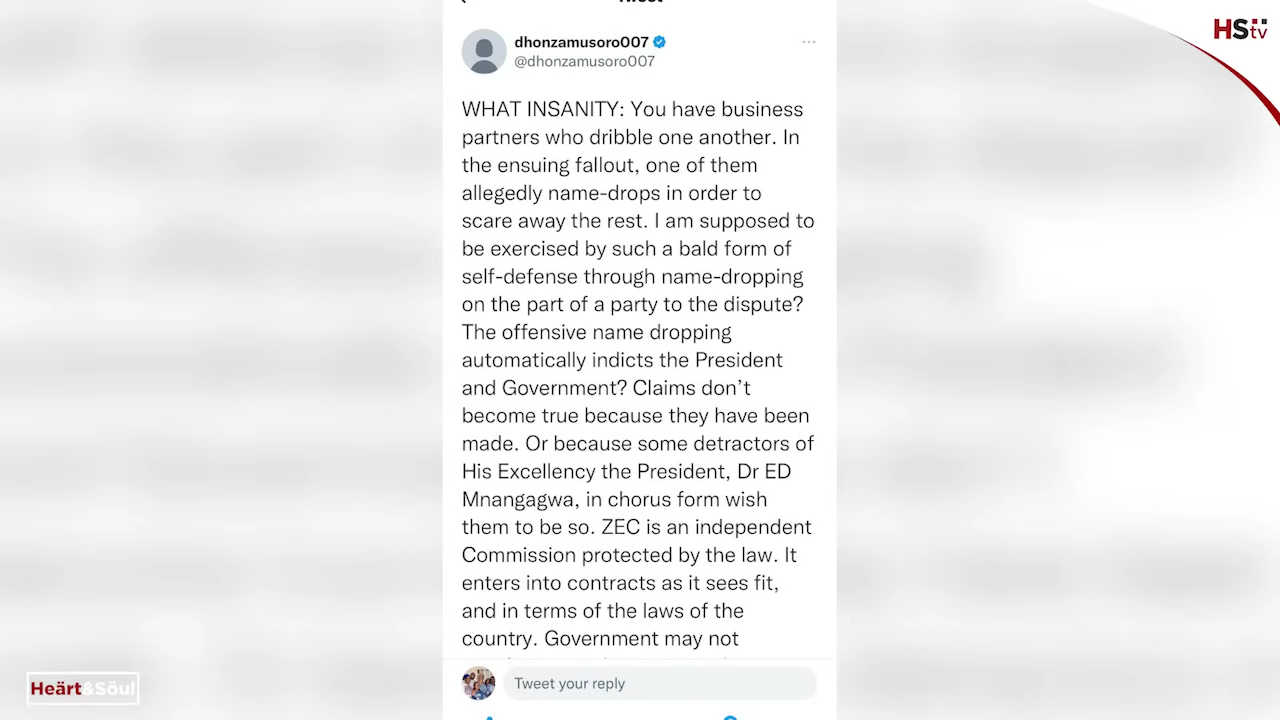 HStv
dhonzamusoro007
@dhonzamusoro007
WHAT INSANITY: You have business
partners who dribble one another. In
the ensuing fallout, one of them
allegedly name-drops in order to
scare away the rest. I am supposed to
be exercised by such a bald form of
self-defense through name-dropping
on the part of a party to the dispute?
The offensive name dropping
automatically indicts the President
and Government? Claims don’t
become true because they have been
made. Or because some detractors of
His Excellency the President, Dr ED
Mnangagwa, in chorus form wish
them to be so. ZEC is an independent
Commission protected by the law. It
enters into contracts as it sees fit,
and in terms of the laws of the
country. Government may not
Tweet your reply
Heärt&Söul